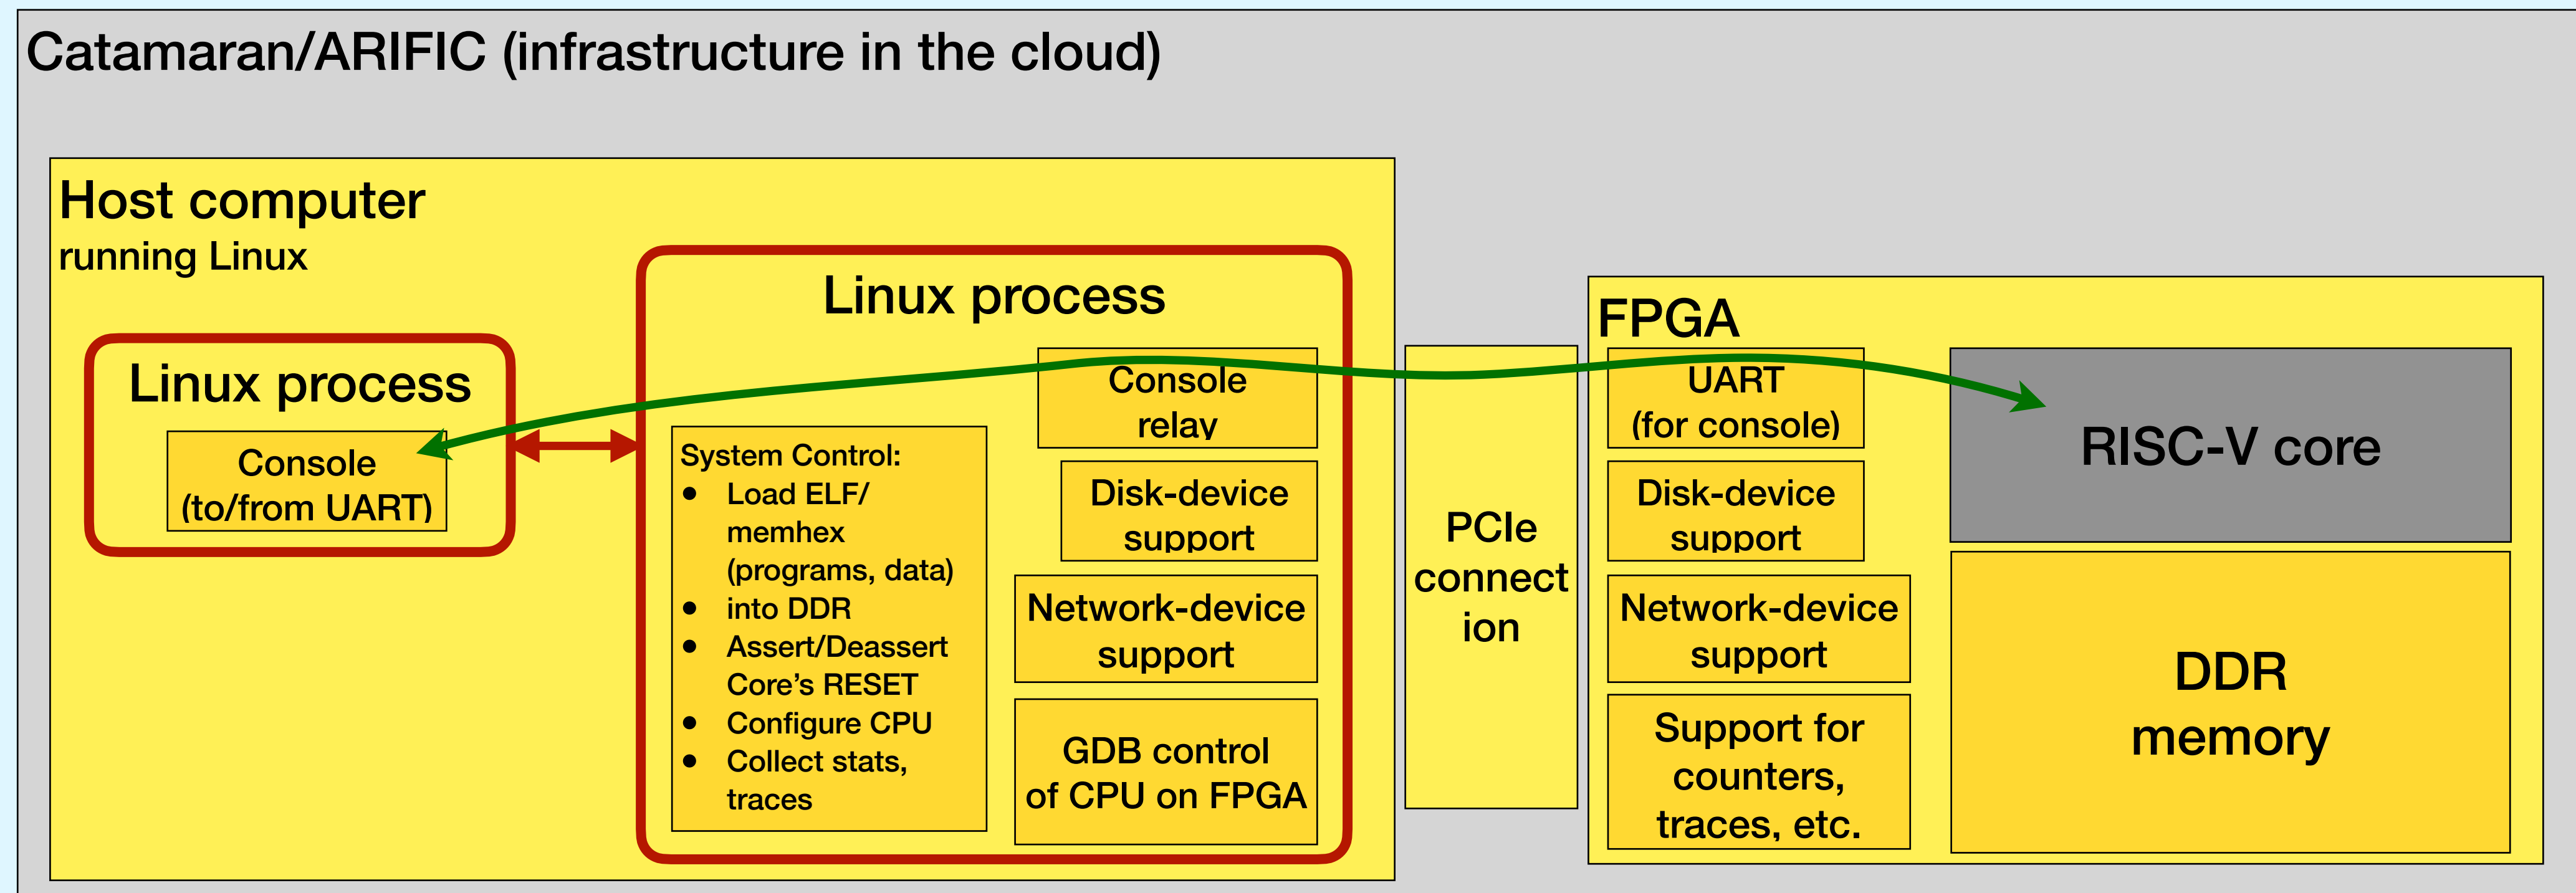 Catamaran/ARIFIC (infrastructure in the cloud)
Host computer
running Linux
Linux process
Console
(to/from UART)
Linux process
System Control:
● Load ELF/
memhex
(programs, data)
● into DDR
● Assert/Deassert
Core’s RESET
● Configure CPU
● Collect stats,
traces
Console
relay
Disk-device
support
Network-device
support
GDB control
of CPU on FPGA
PCIe
connect
ion
FPGA
UART
(for console)
Disk-device
support
Network-device
support
Support for
counters,
traces, etc.
RISC-V core
DDR
memory